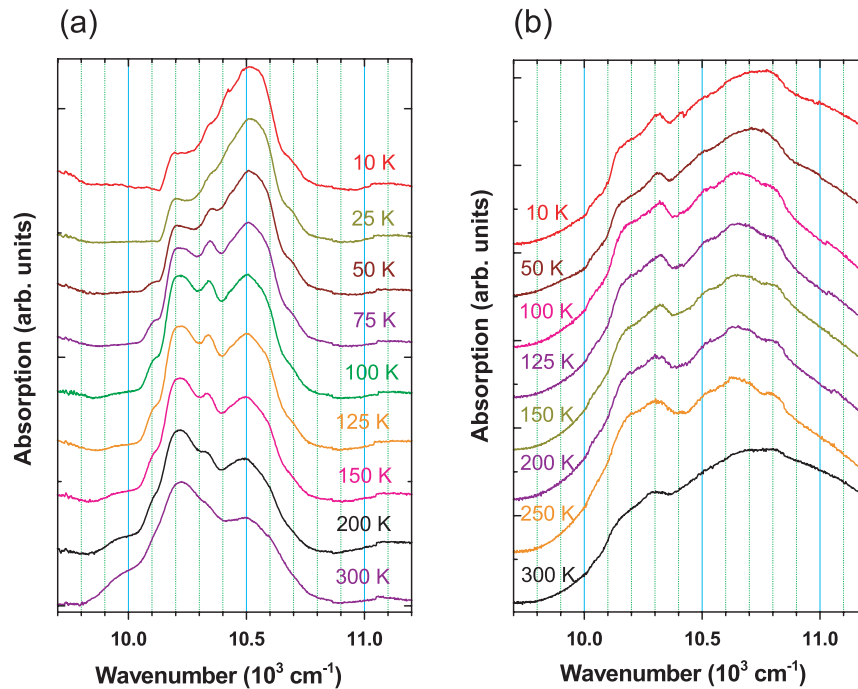 (a)
(b)
Absorption (arb. units)
10 K
25 K
50 K
75 K
100 K
125 K
150 K
200 K
300 K
10.0 10.5 11.0
Wavenumber (10³ cm⁻¹)
Absorption (arb. units)
10 K
50 K
100 K
125 K
150 K
200 K
250 K
300 K
10.0 10.5 11.0
Wavenumber (10³ cm⁻¹)